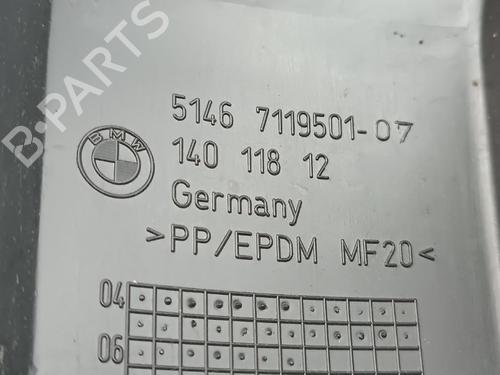 B-PARTS
5146 7119501-07
BMW
140 118 12
Germany
>PP/EPDM MF20<
04
06